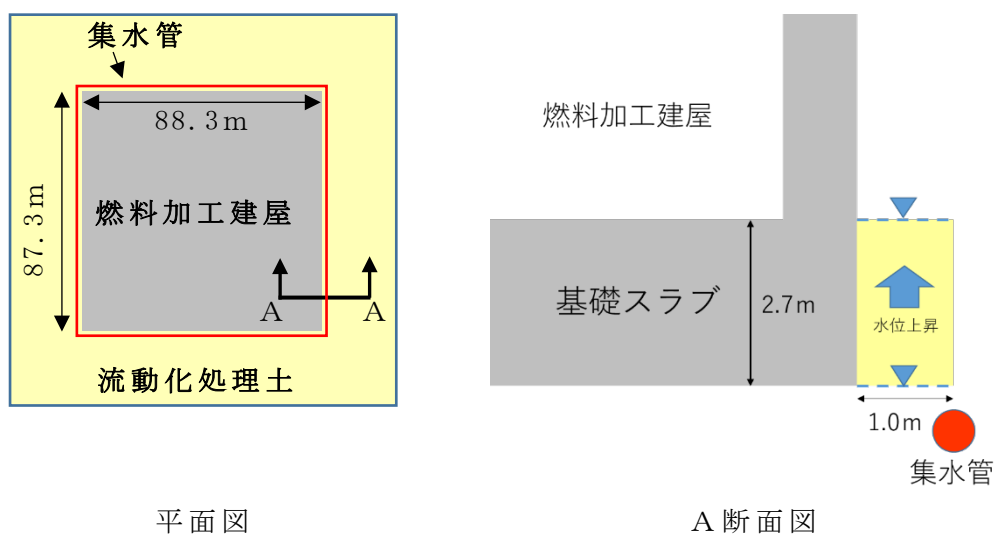 集水管
88.3m
87.3m
燃料加工建屋
A
A
流動化処理土
平面図
燃料加工建屋
基礎スラブ
2.7m
水位上昇
1.0m
集水管
A断面図